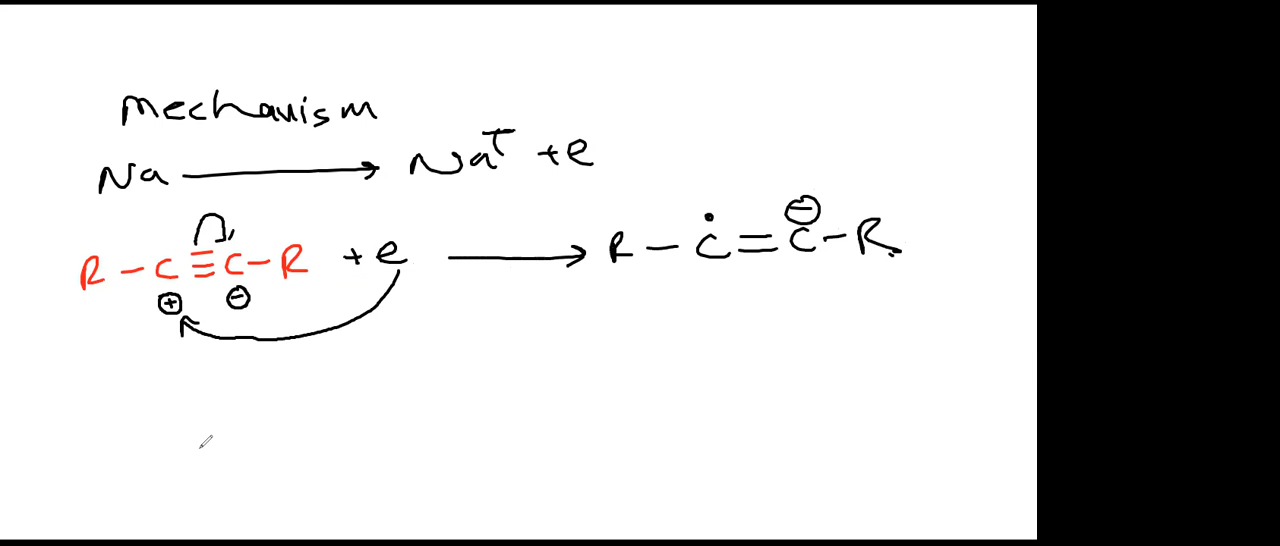 Mechanism
Na ⟶ Na⁺ + e
R – C ≡ C – R + e ⟶ R – Ċ = C – R
⊕ ⊖ ⊖